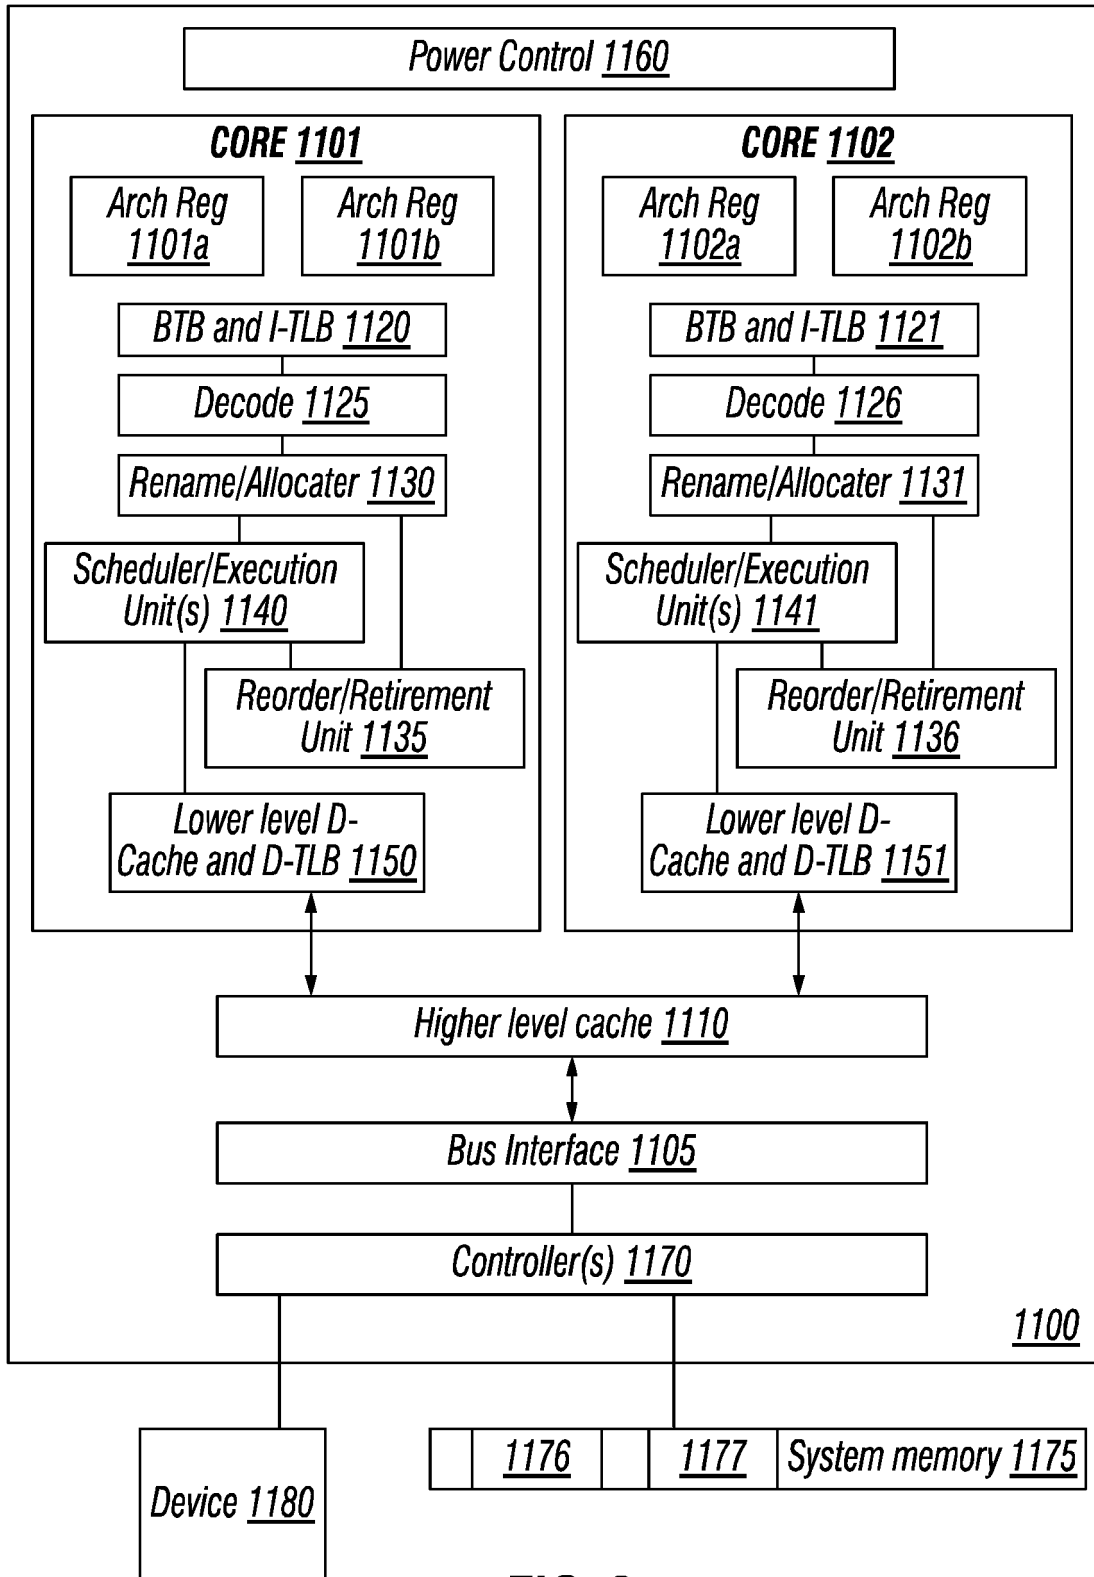 Power Control 1160
CORE 1101
Arch Reg
1101a
Arch Reg
1101b
BTB and I-TLB 1120
Decode 1125
Rename/Allocater 1130
Scheduler/Execution
Unit(s) 1140
Reorder/Retirement
Unit 1135
Lower level D-
Cache and D-TLB 1150
CORE 1102
Arch Reg
1102a
Arch Reg
1102b
BTB and I-TLB 1121
Decode 1126
Rename/Allocater 1131
Scheduler/Execution
Unit(s) 1141
Reorder/Retirement
Unit 1136
Lower level D-
Cache and D-TLB 1151
Higher level cache 1110
Bus Interface 1105
Controller(s) 1170
1100
Device 1180
1176
1177
System memory 1175